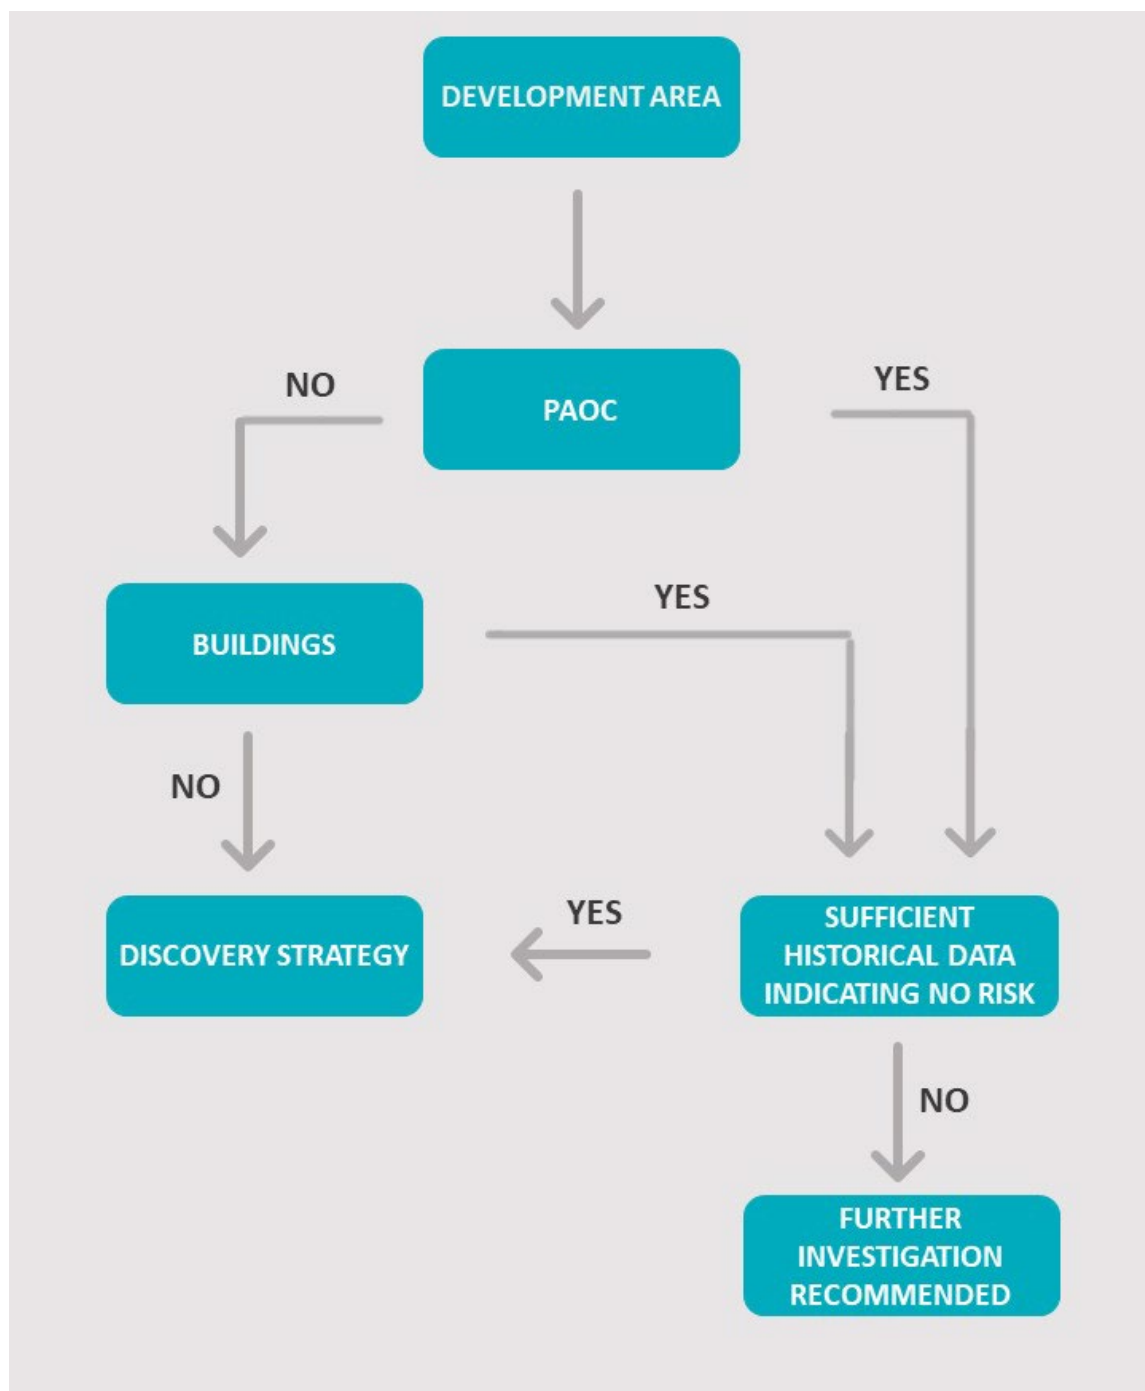 DEVELOPMENT AREA
NO
PAOC
YES
BUILDINGS
YES
NO
DISCOVERY STRATEGY
YES
SUFFICIENT
HISTORICAL DATA
INDICATING NO RISK
NO
FURTHER
INVESTIGATION
RECOMMENDED